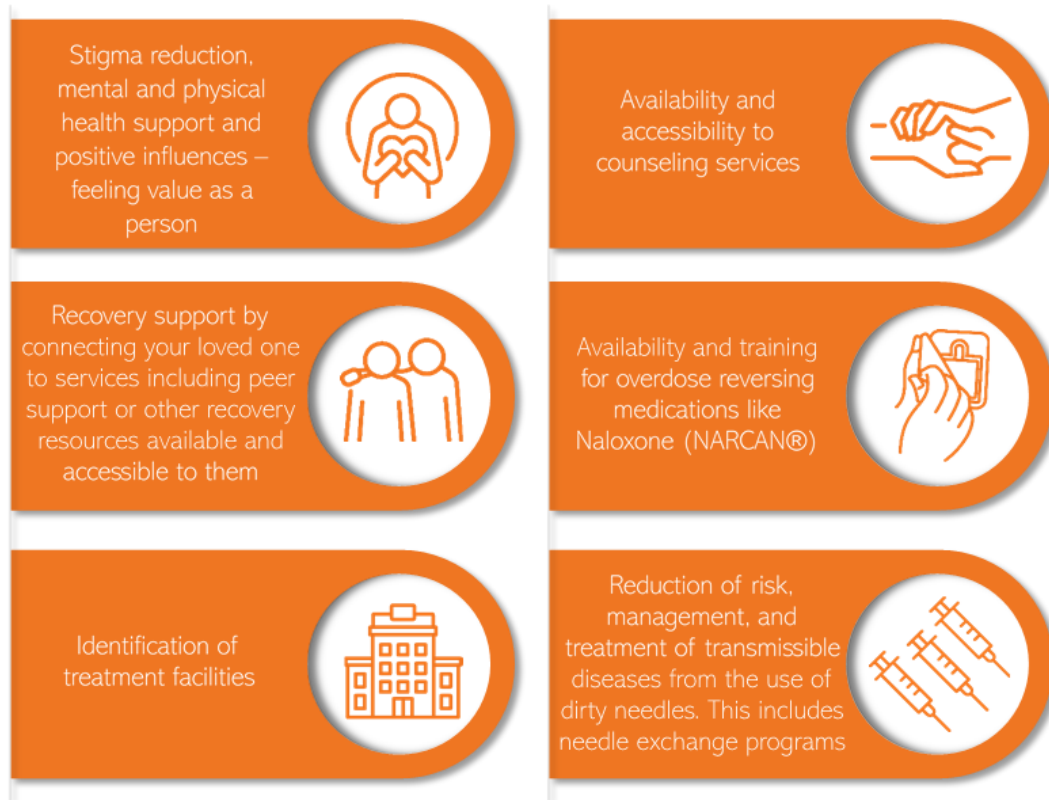 Stigma reduction,
mental and physical
health support and
positive influences –
feeling value as a
person
Availability and
accessibility to
counseling services
Recovery support by
connecting your loved one
to services including peer
support or other recovery
resources available and
accessible to them
Availability and training
for overdose reversing
medications like
Naloxone (NARCAN®)
Identification of
treatment facilities
Reduction of risk,
management, and
treatment of transmissible
diseases from the use of
dirty needles. This includes
needle exchange programs